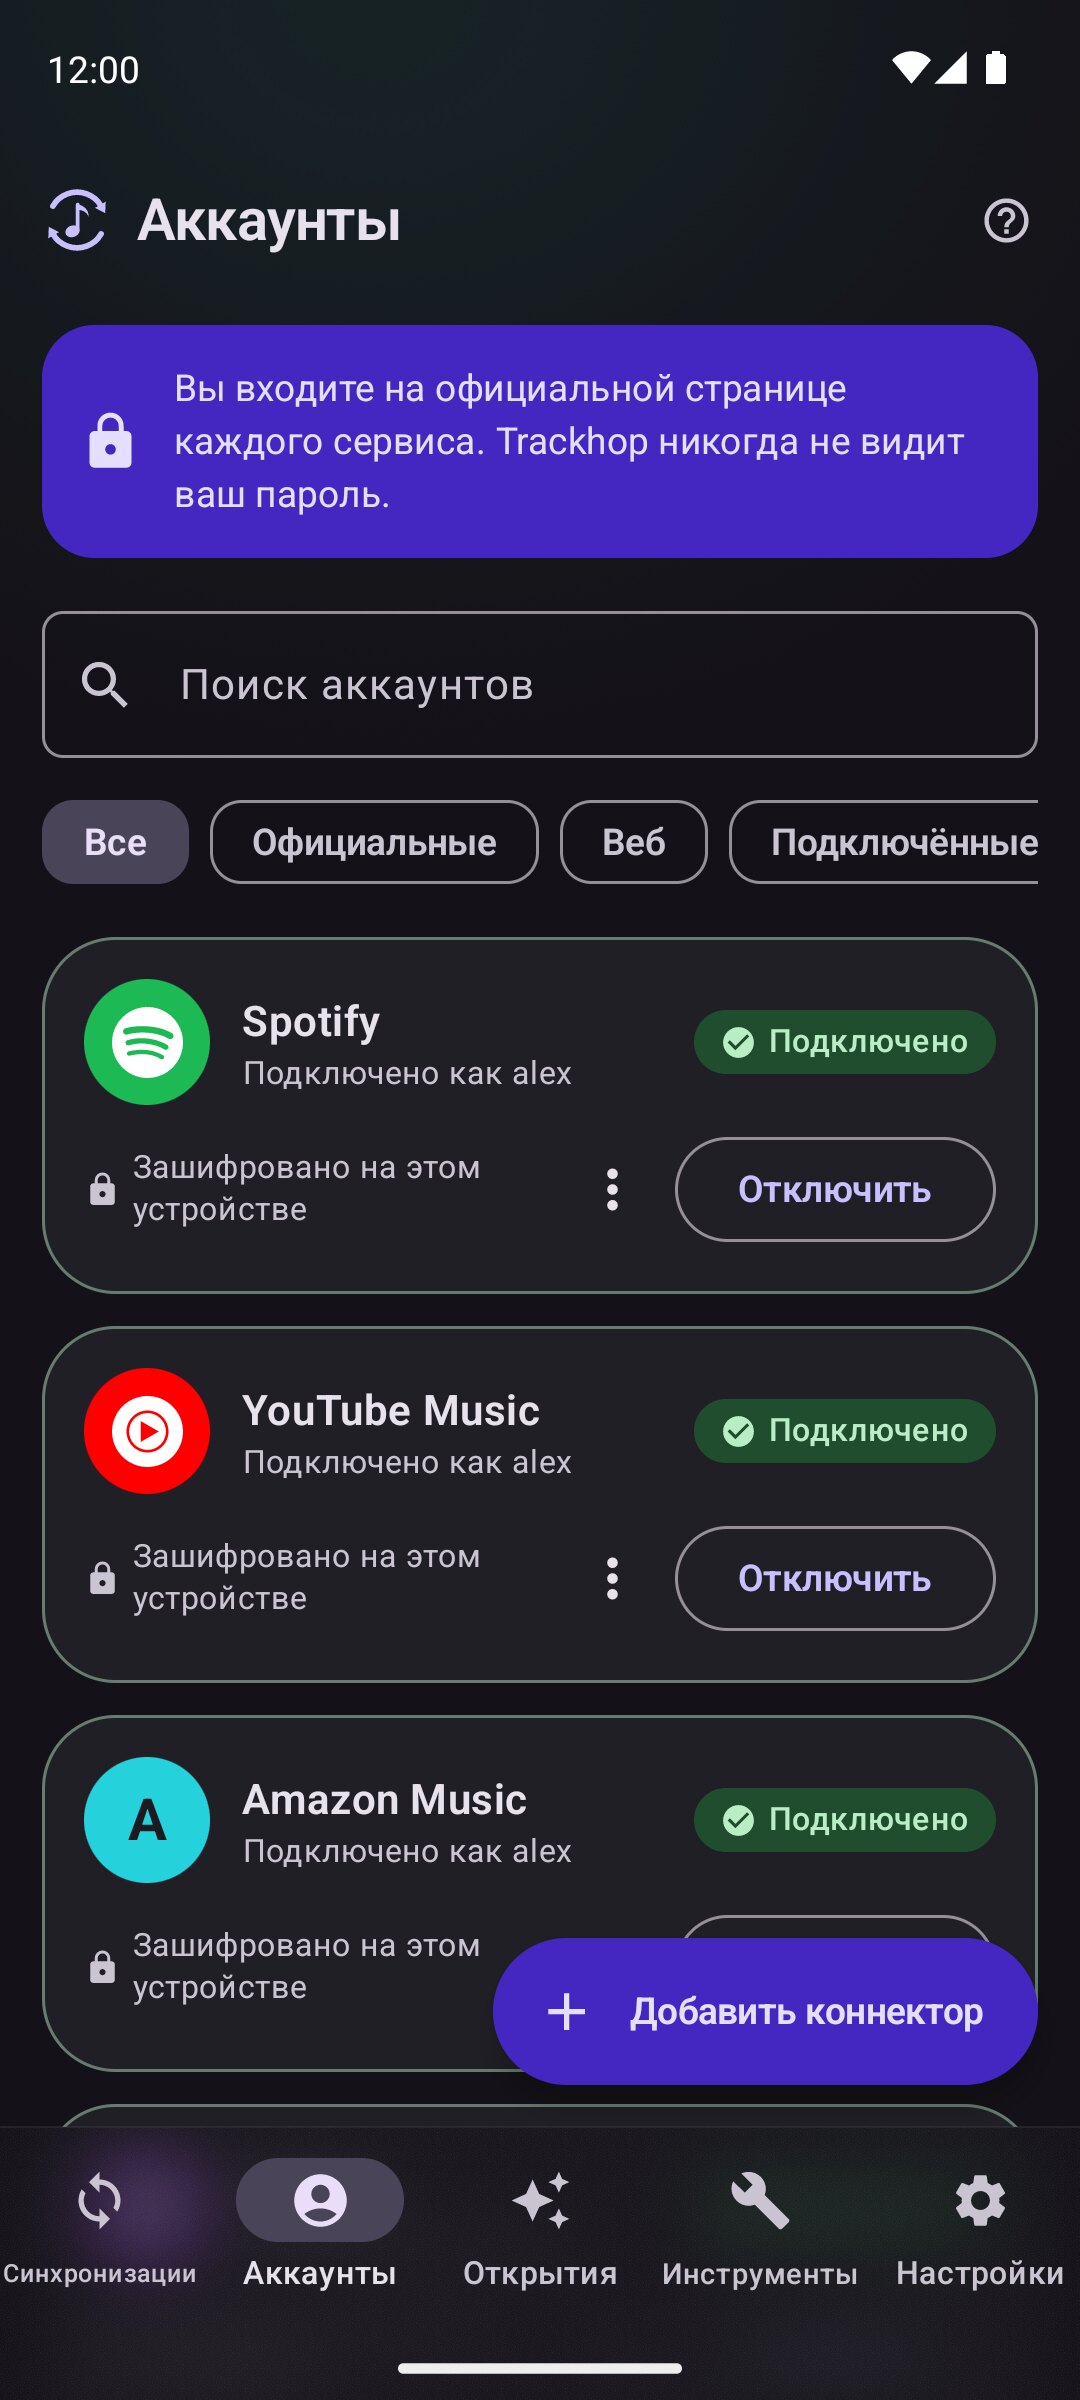 12:00
Аккаунты
Вы входите на официальной странице
каждого сервиса. Trackhop никогда не видит
ваш пароль.
Поиск аккаунтов
Все
Официальные
Веб
Подключённые
Spotify
Подключено как alex
Подключено
Зашифровано на этом
устройстве
Отключить
YouTube Music
Подключено как alex
Подключено
Зашифровано на этом
устройстве
Отключить
A
Amazon Music
Подключено как alex
Подключено
Зашифровано на этом
устройстве
Добавить коннектор
Синхронизации
Аккаунты
Открытия
Инструменты
Настройки